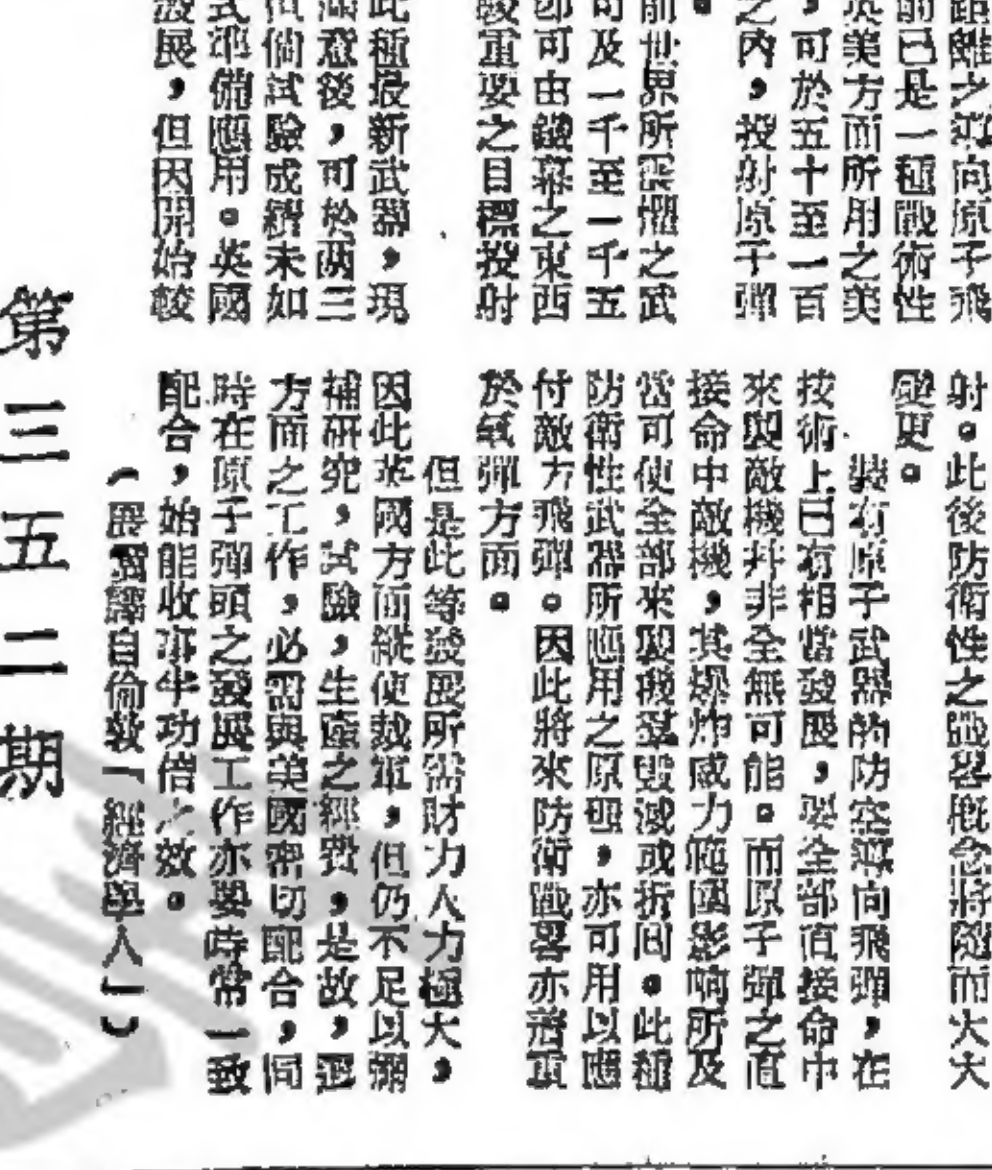 距離之導向原子飛
前已是一種戰術性
英美方面所用之美
，可於五十至一百
之內，投射原子彈
。
前世界所震懼之武
可及一千至一千五
即可由鐵幕之東西
較重要之目標投射
此種最新武器，現
滿意後，可於兩三
但倘試驗成績未如
式準備應用。英國
發展，但因開始較
射。此後防衛性之戰畧概念將隨而大大
變更。
裝有原子武器的防空導向飛彈，在
技術上已有相當發展，要全部直接命中
來襲敵機幷非全無可能。而原子彈之直
接命中敵機，其爆炸威力範圍影响所及
當可使全部來襲機羣毀滅或折回。此種
防衛性武器所應用之原理，亦可用以應
付敵方飛彈。因此將來防衛戰畧亦着重
於氫彈方面。
但是此等發展所需財力人力極大，
因此英國方面縱使裁軍，但仍不足以彌
補研究，試驗，生產之經費，是故，
方面之工作，必需與美國密切配合，同
時在原子彈頭之發展工作亦要時常一致
配合，始能收事半功倍之效。
（展 譯自倫敦「經濟學人」）
第三五二期